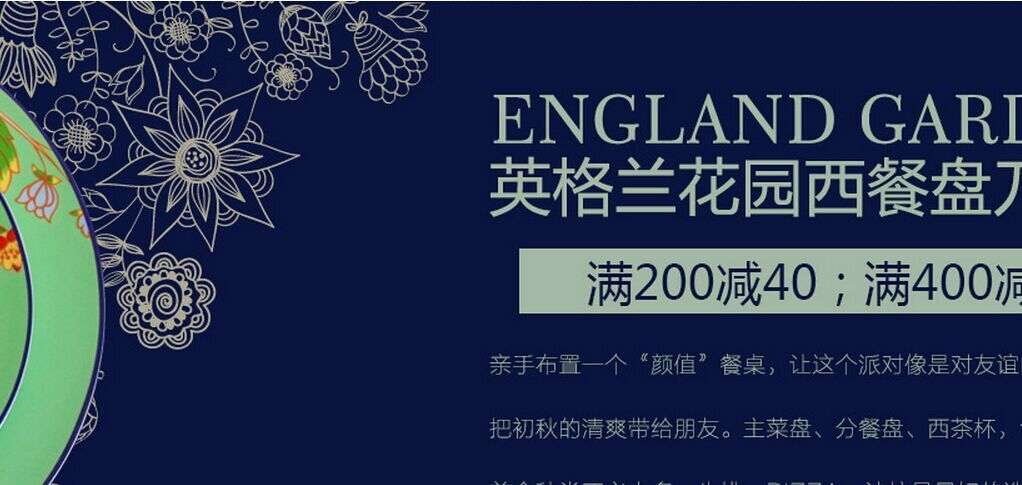 ENGLAND GARD
英格兰花园西餐盘刀
满200减40；满400减
亲手布置一个“颜值”餐桌，让这个派对像是对友谊
把初秋的清爽带给朋友。主菜盘、分餐盘、西茶杯，